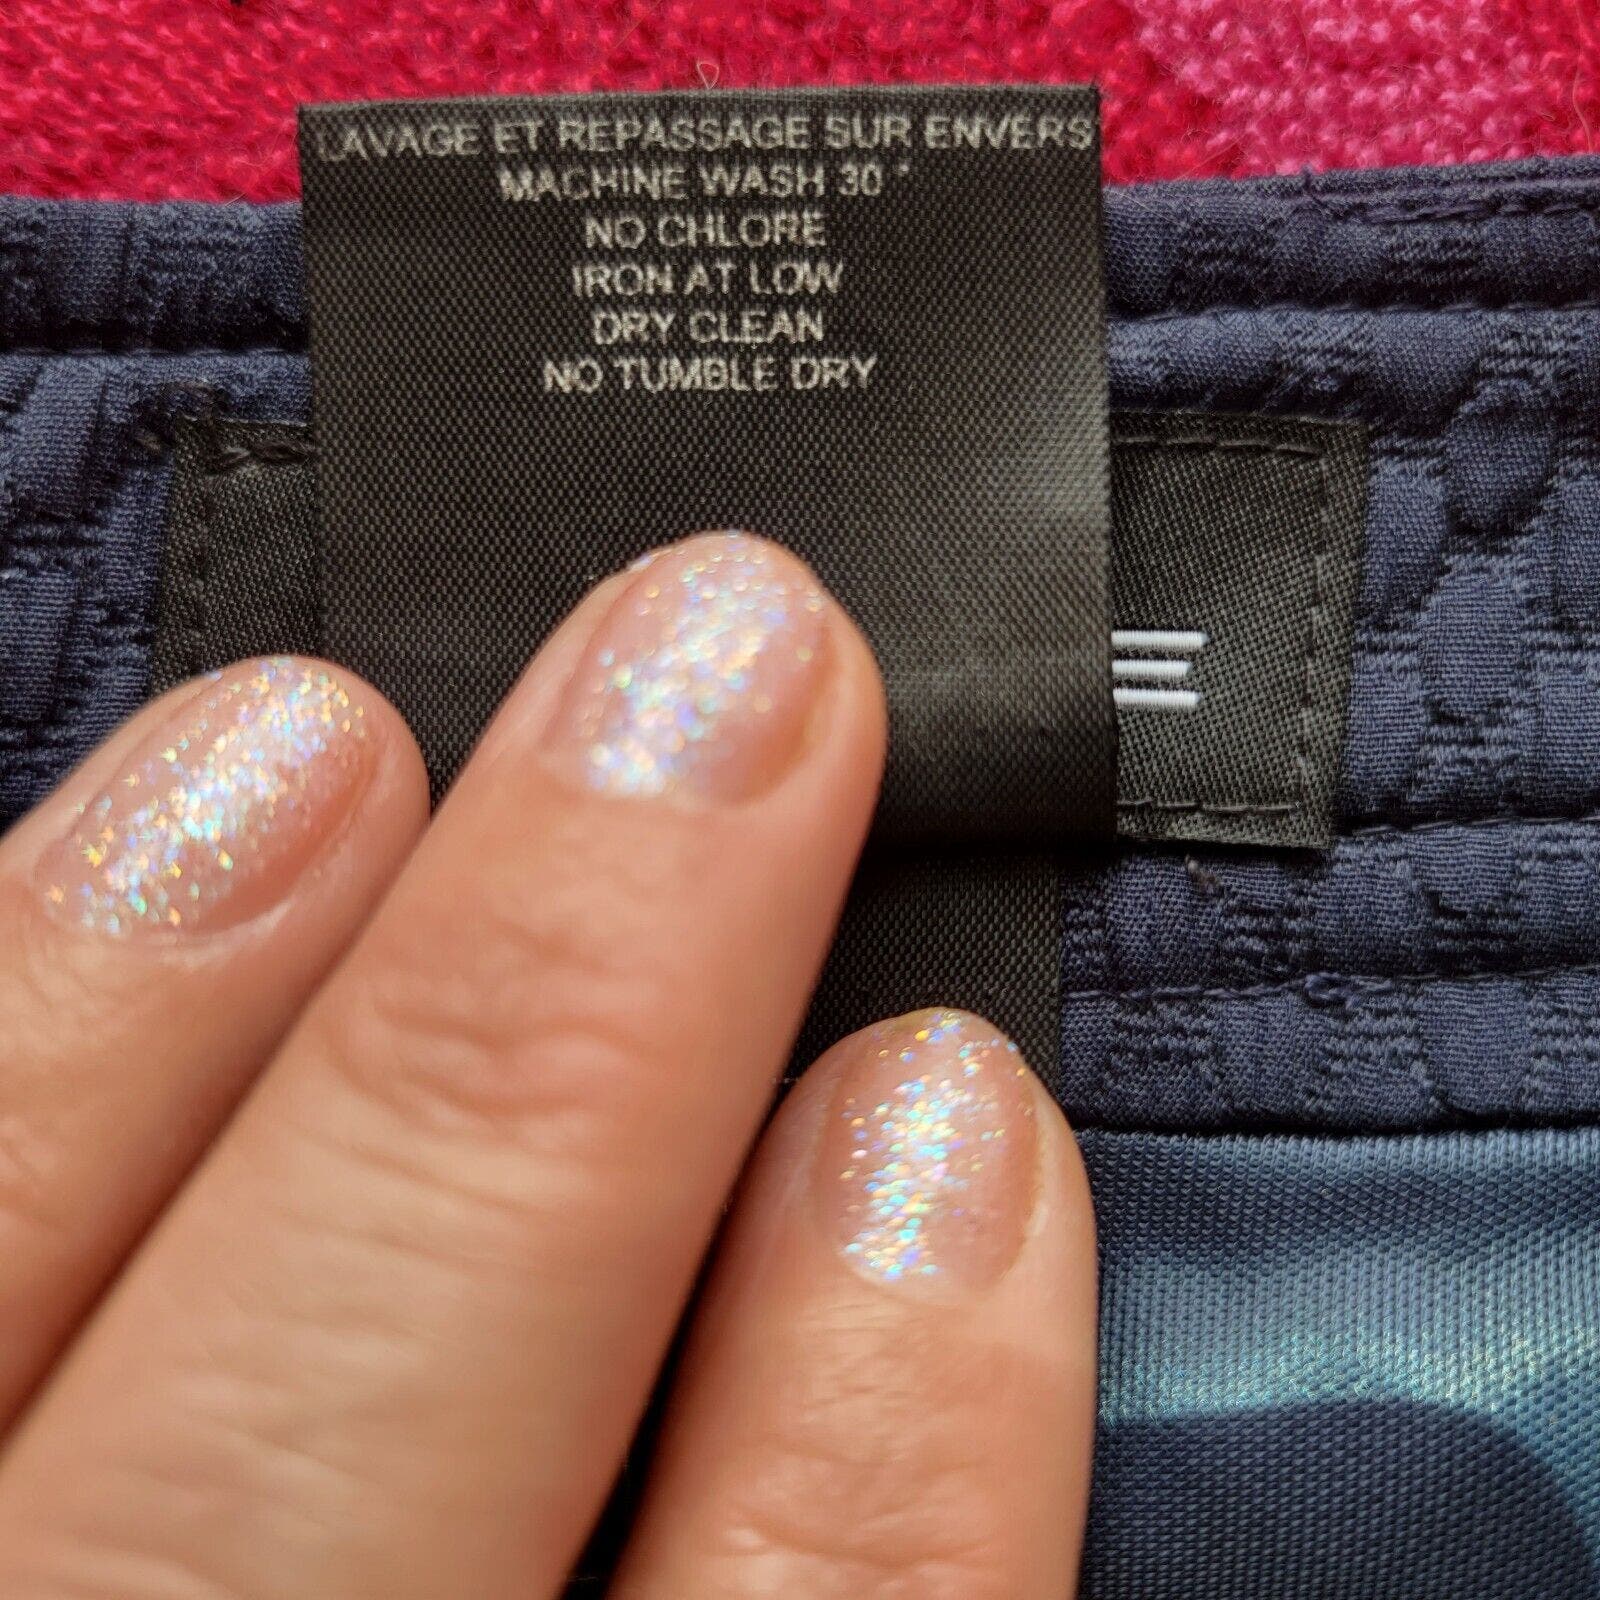 LAVAGE ET REPASSAGE SUR ENVERS
MACHINE WASH 30°
NO CHLORE
IRON AT LOW
DRY CLEAN
NO TUMBLE DRY
E